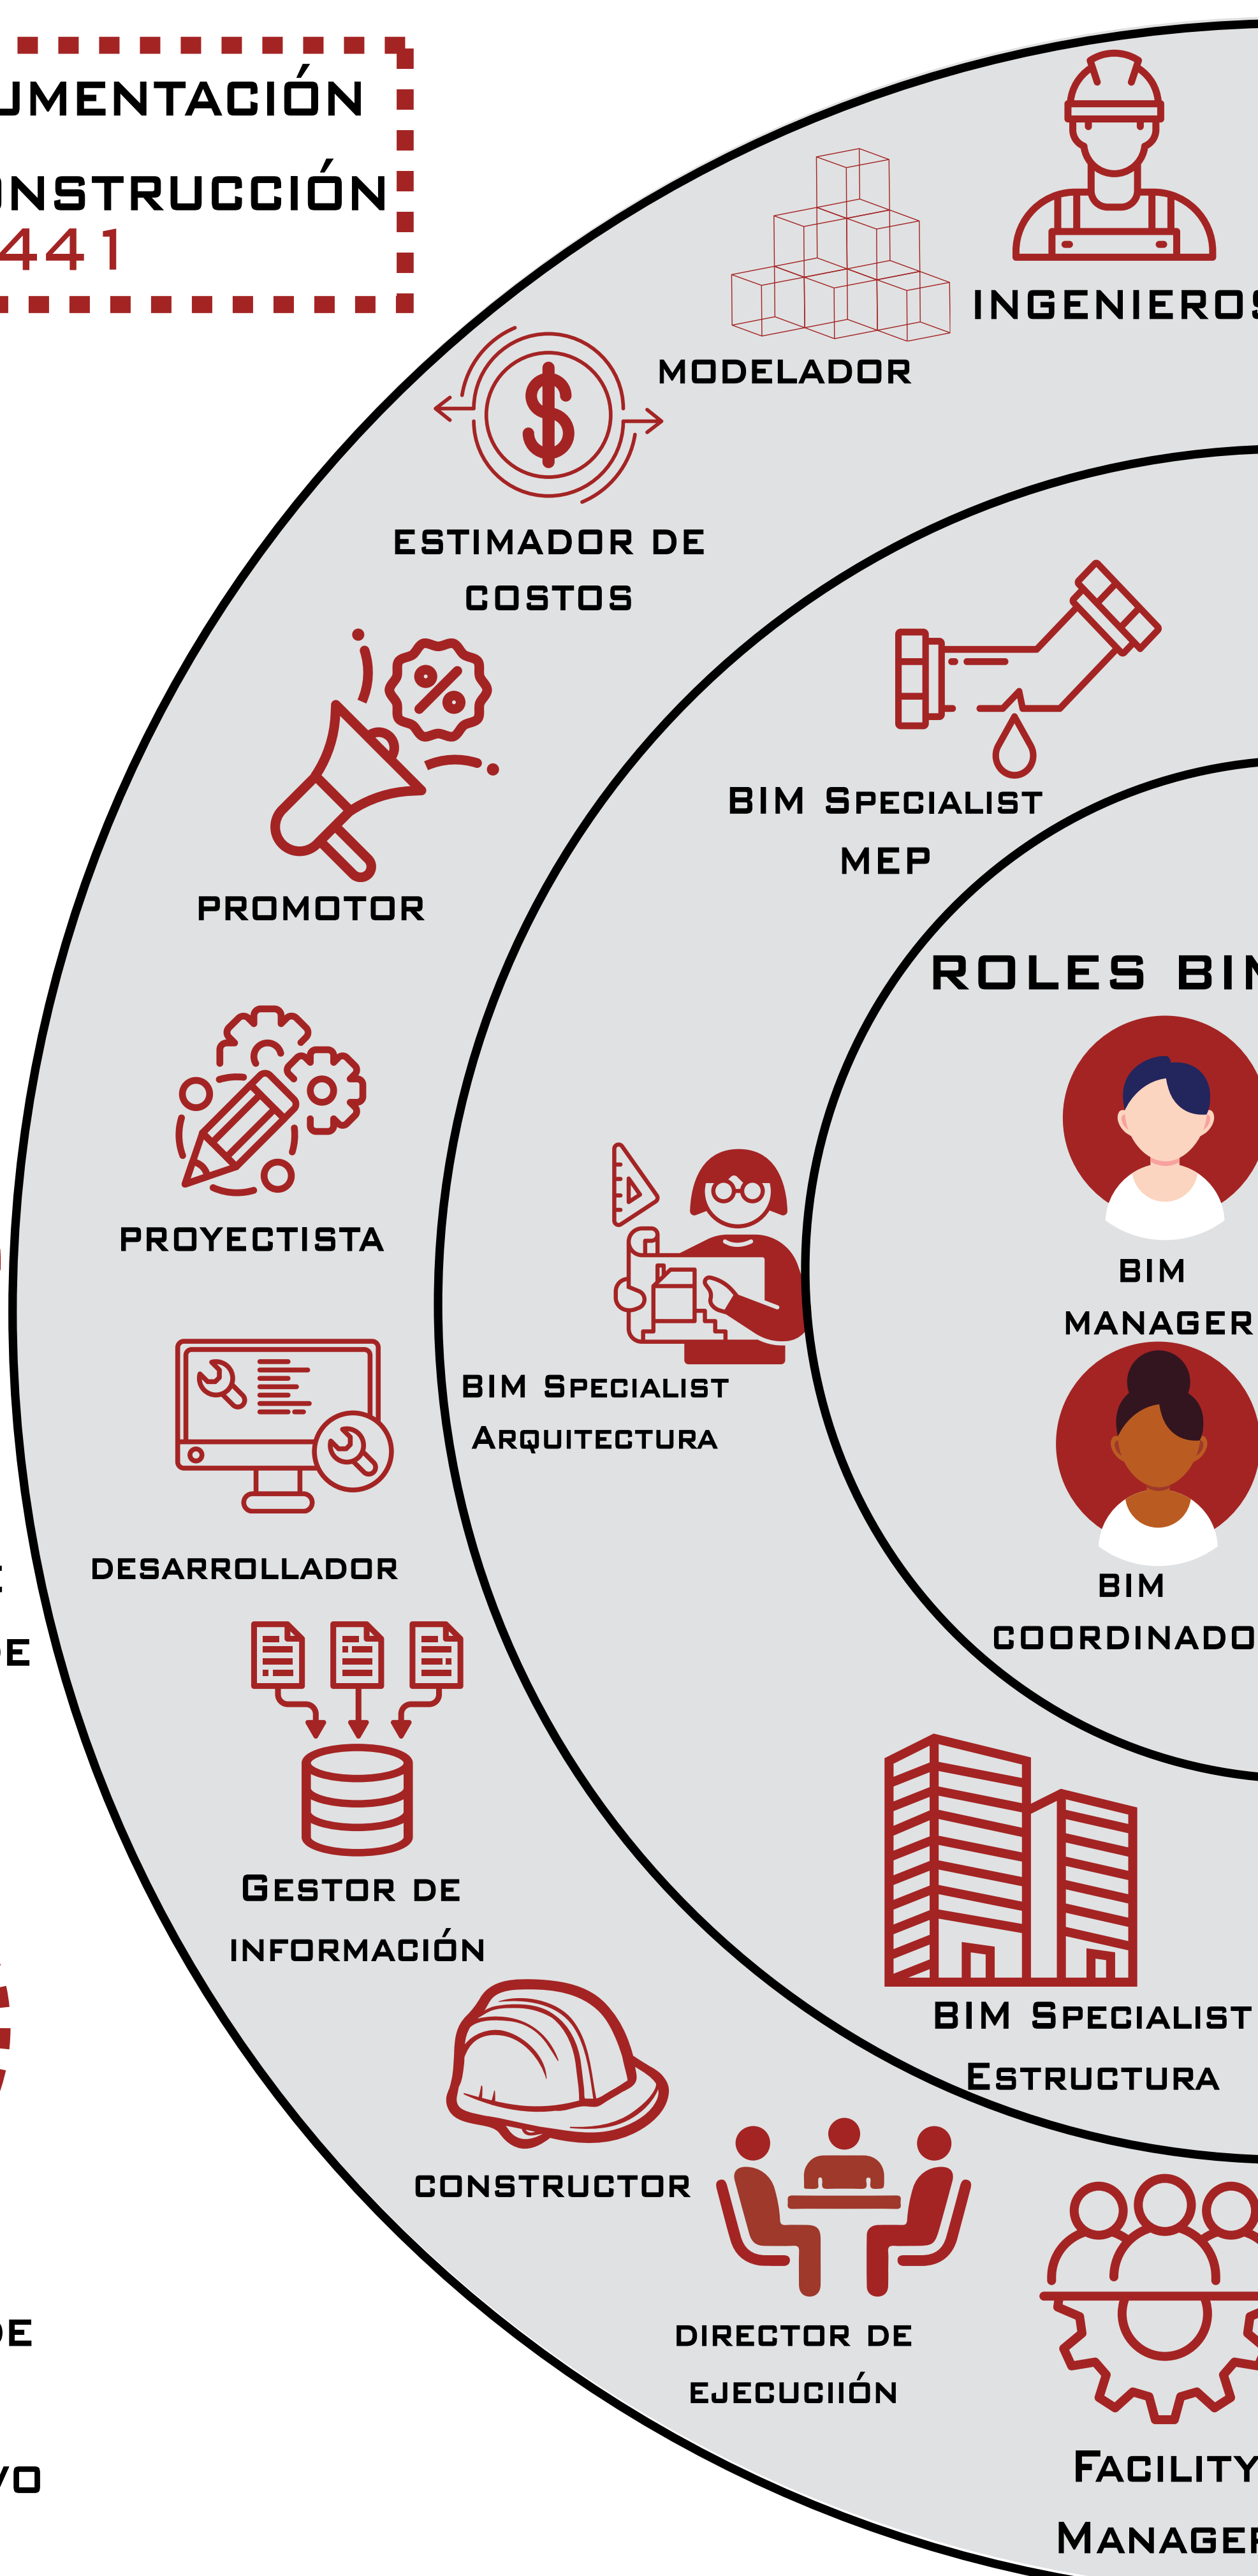 UMENTACIÓN
ONSTRUCCIÓN
441
INGENIEROS
MODELADOR
ESTIMADOR DE
COSTOS
BIM SPECIALIST
MEP
PROMOTOR
ROLES BIM
PROYECTISTA
BIM
MANAGER
BIM SPECIALIST
ARQUITECTURA
DESARROLLADOR
BIM
COORDINADO
DE
GESTOR DE
INFORMACIÓN
BIM SPECIALIST
ESTRUCTURA
CONSTRUCTOR
DIRECTOR DE
EJECUCIIÓN
DE
FACILITY
MANAGER
VO